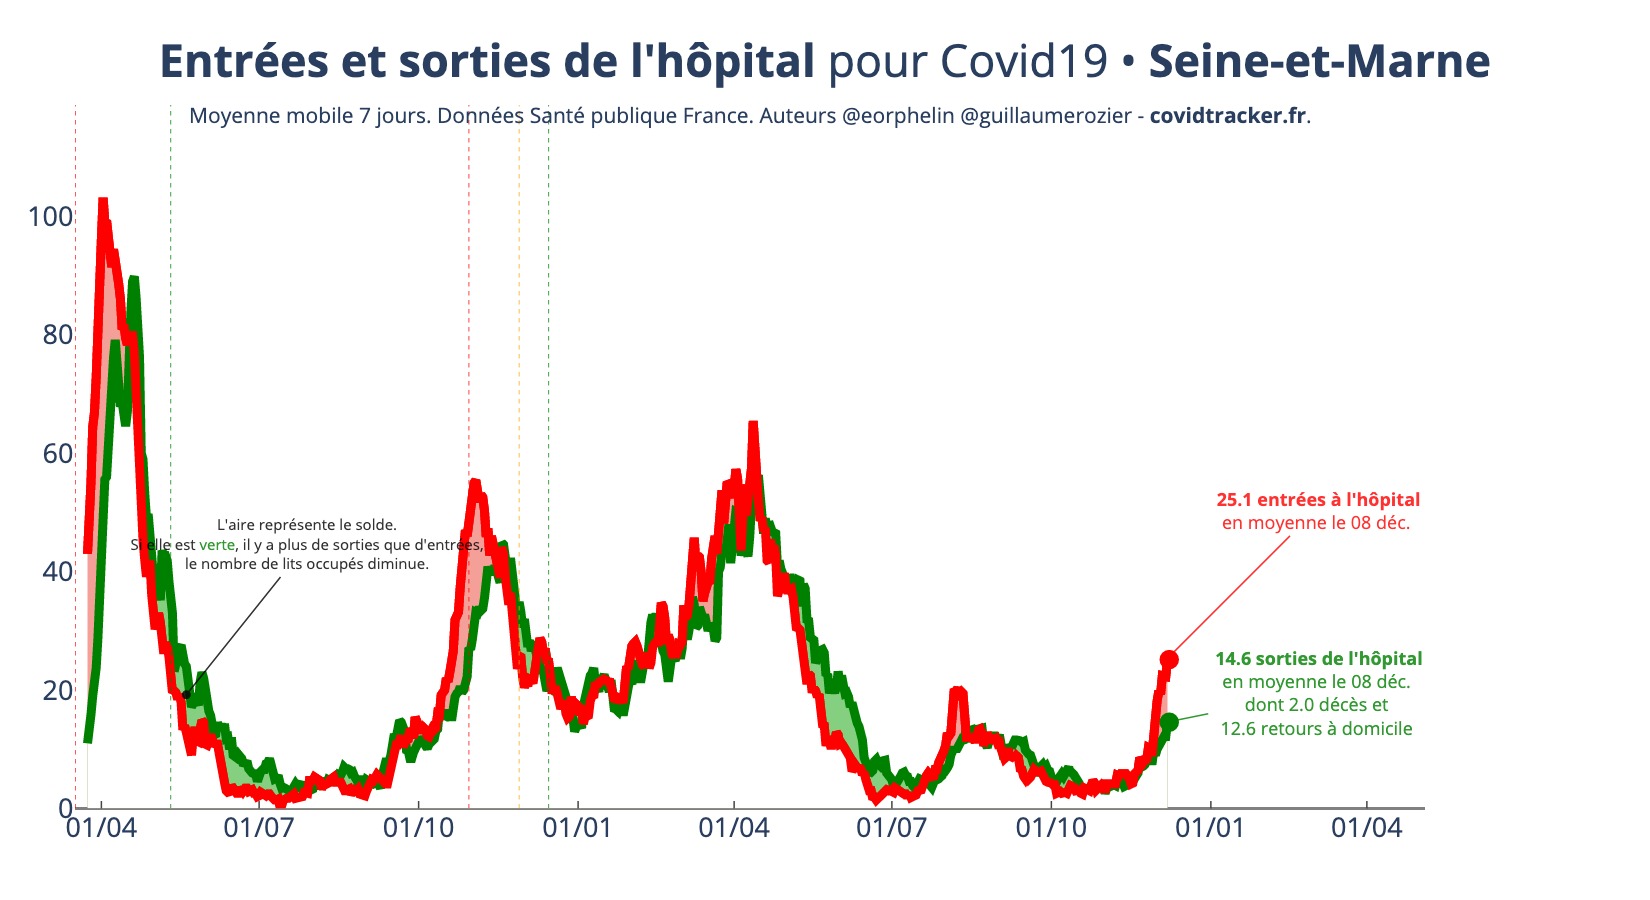 Entrées et sorties de l'hôpital pour Covid19 • Seine-et-Marne
Moyenne mobile 7 jours. Données Santé publique France. Auteurs @eorphelin @guillaumerozier - covidtracker.fr.
100
80
60
40
20
0
L'aire représente le solde.
Si elle est verte, il y a plus de sorties que d'entrées,
le nombre de lits occupés diminue.
25.1 entrées à l'hôpital
en moyenne le 08 déc.
14.6 sorties de l'hôpital
en moyenne le 08 déc.
dont 2.0 décès et
12.6 retours à domicile
01/04 01/07 01/10 01/01 01/04 01/07 01/10 01/01 01/04